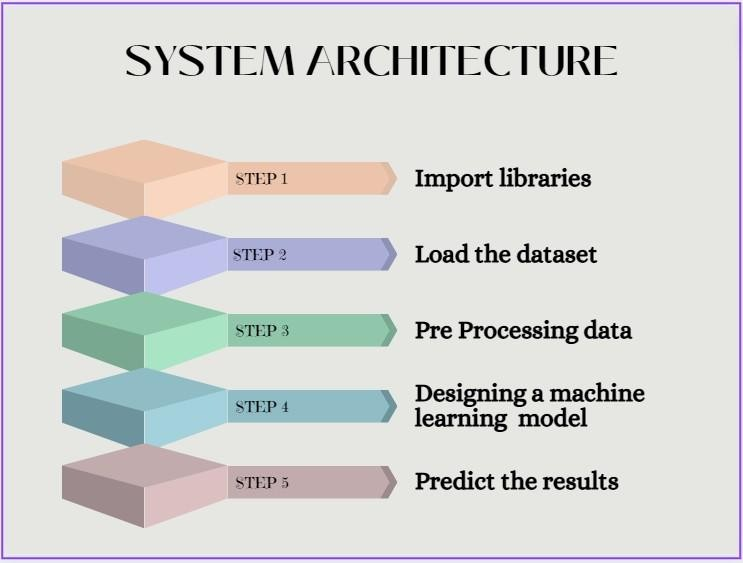 SYSTEM ARCHITECTURE
STEP 1
Import libraries
STEP 2
Load the dataset
STEP 3
Pre Processing data
STEP 4
Designing a machine
learning model
STEP 5
Predict the results